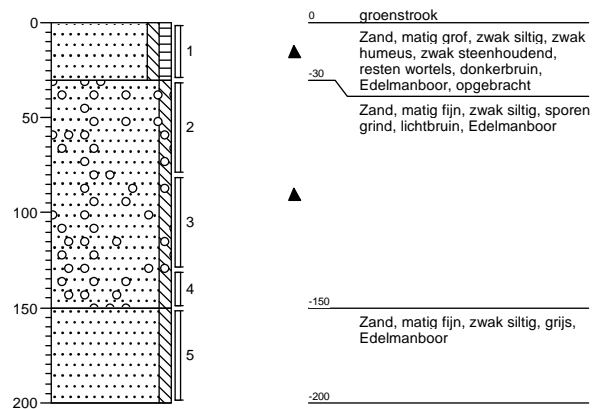 0
50
100
150
200
1
2
3
4
5
0 groenstrook
Zand, matig grof, zwak siltig, zwak
humeus, zwak steenhoudend,
resten wortels, donkerbruin,
Edelmanboor, opgebracht
-30
Zand, matig fijn, zwak siltig, sporen
grind, lichtbruin, Edelmanboor
-150
Zand, matig fijn, zwak siltig, grijs,
Edelmanboor
-200